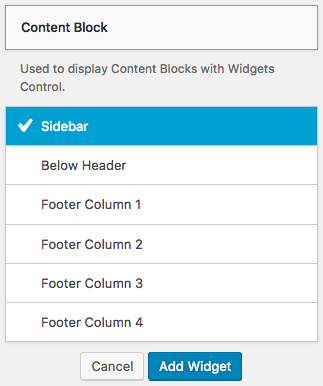 Content Block
Used to display Content Blocks with Widgets
Control.
Sidebar
Below Header
Footer Column 1
Footer Column 2
Footer Column 3
Footer Column 4
Cancel Add Widget